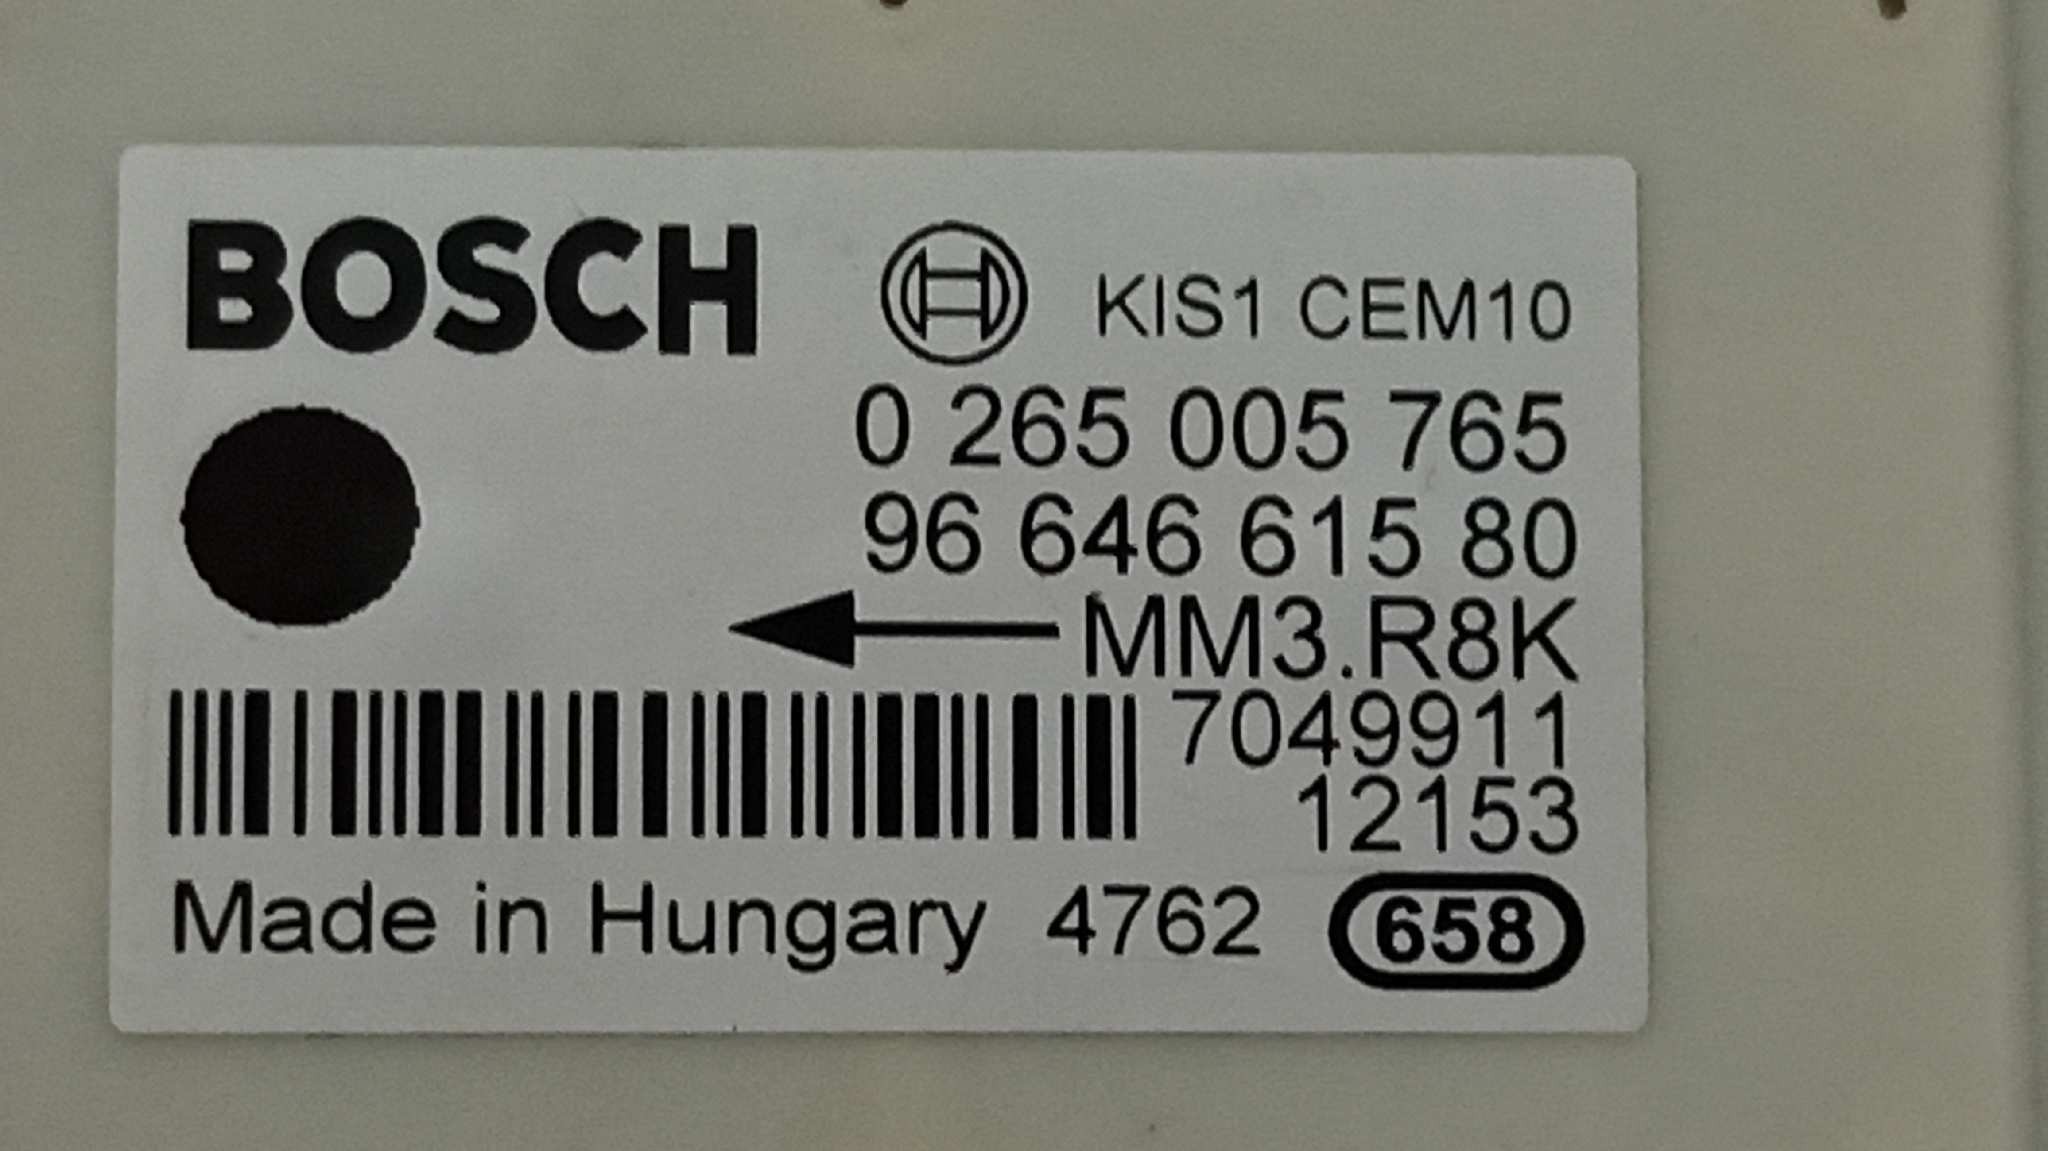 BOSCH KIS1 CEM10
0 265 005 765
96 646 615 80
MM3.R8K
7049911
12153
Made in Hungary 4762 658